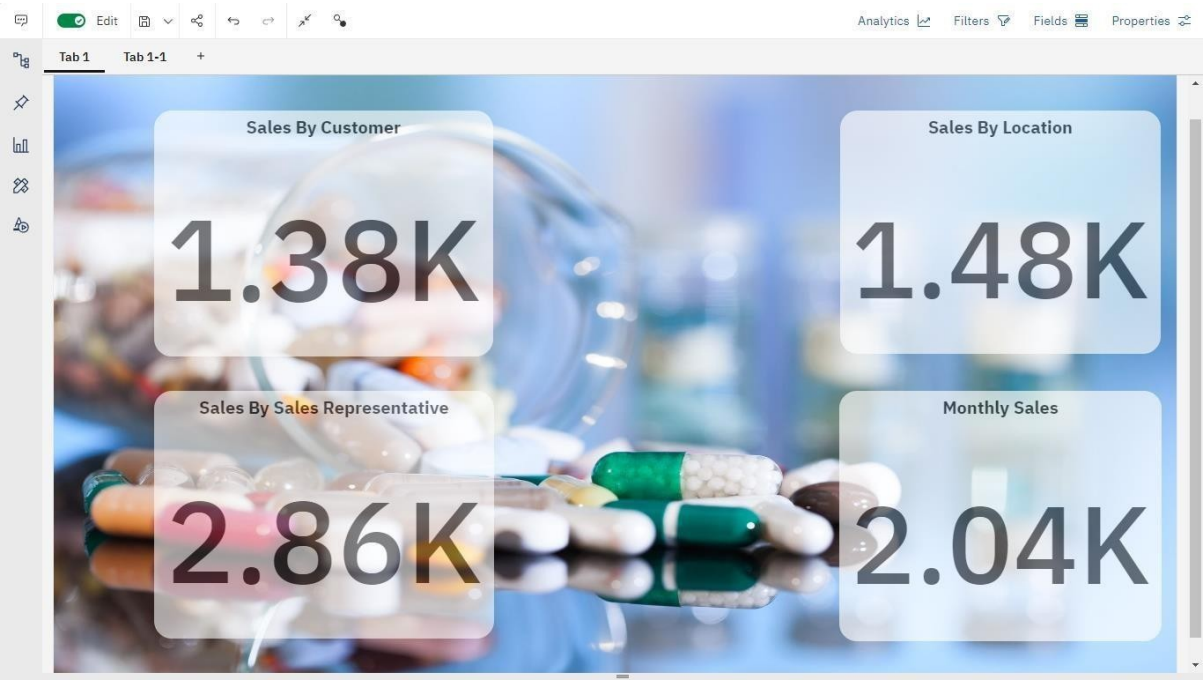 Edit
Analytics
Filters
Fields
Properties
Tab 1
Tab 1-1
+
Sales By Customer
1.38K
Sales By Location
1.48K
Sales By Sales Representative
2.86K
Monthly Sales
2.04K